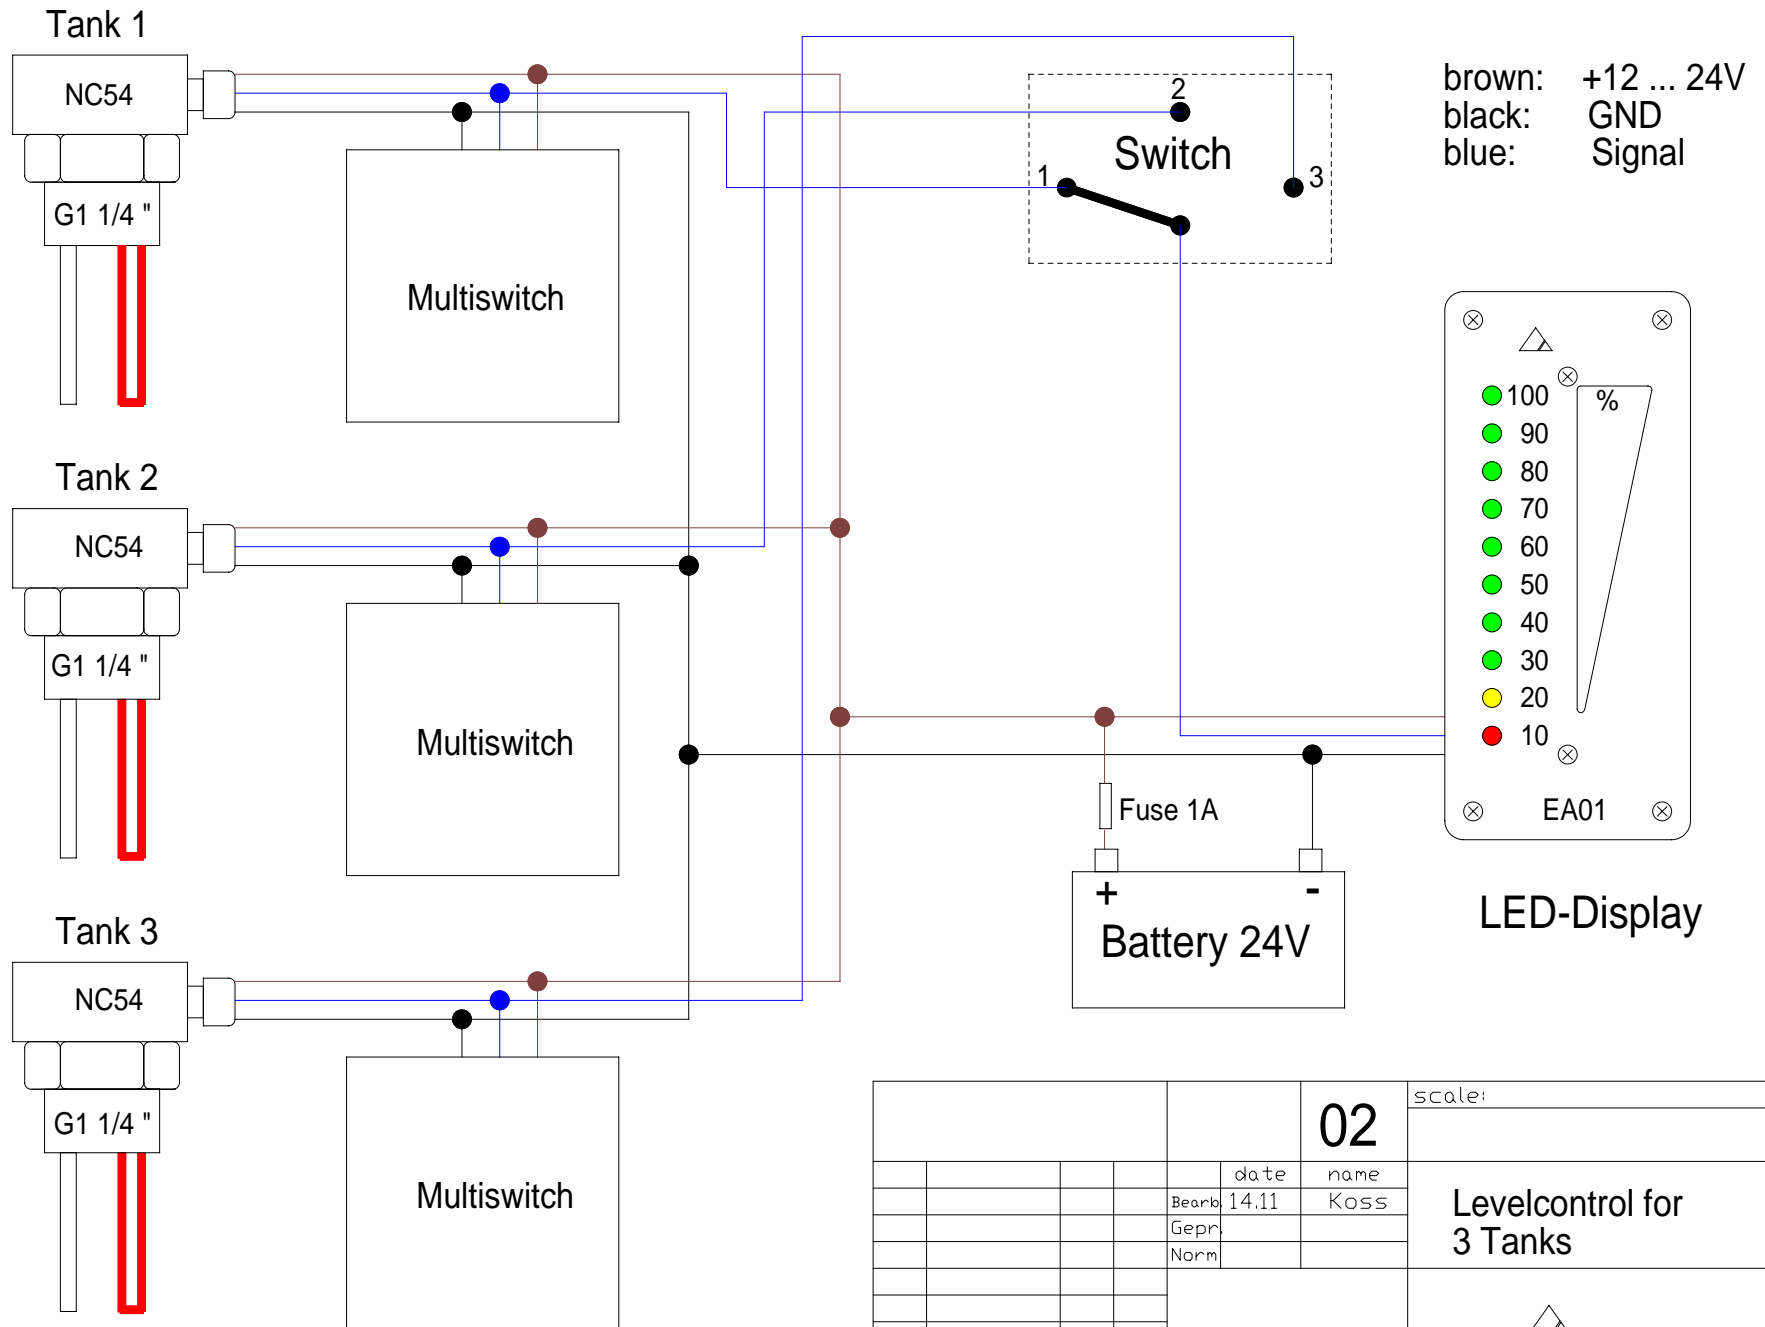 Tank 1
NC54
G1 1/4 "
Multiswitch
2
Switch
1
3
brown: +12 ... 24V
black: GND
blue: Signal
100
%
90
80
70
60
50
40
30
20
10
EA01
LED-Display
Tank 2
NC54
G1 1/4 "
Multiswitch
Fuse 1A
+ -
Battery 24V
Tank 3
NC54
G1 1/4 "
Multiswitch
02
scale:
date name
Bearb. 14.11 Koss
Gepr.
Norm
Levelcontrol for
3 Tanks